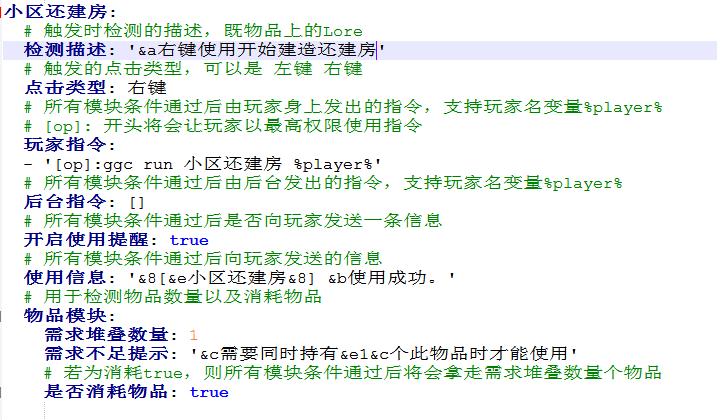 小区还建房:
# 触发时检测的描述，既物品上的Lore
检测描述: '&a右键使用开始建造还建房'
# 触发的点击类型，可以是 左键 右键
点击类型: 右键
# 所有模块条件通过后由玩家身上发出的指令，支持玩家名变量%player%
# [op]: 开头将会让玩家以最高权限使用指令
玩家指令:
- '[op]:ggc run 小区还建房 %player%'
# 所有模块条件通过后由后台发出的指令，支持玩家名变量%player%
后台指令: []
# 所有模块条件通过后是否向玩家发送一条信息
开启使用提醒: true
# 所有模块条件通过后向玩家发送的信息
使用信息: '&8[&e小区还建房&8] &b使用成功。'
# 用于检测物品数量以及消耗物品
物品模块:
需求堆叠数量: 1
需求不足提示: '&c需要同时持有&e1&c个此物品时才能使用'
# 若为消耗true，则所有模块条件通过后将会拿走需求堆叠数量个物品
是否消耗物品: true